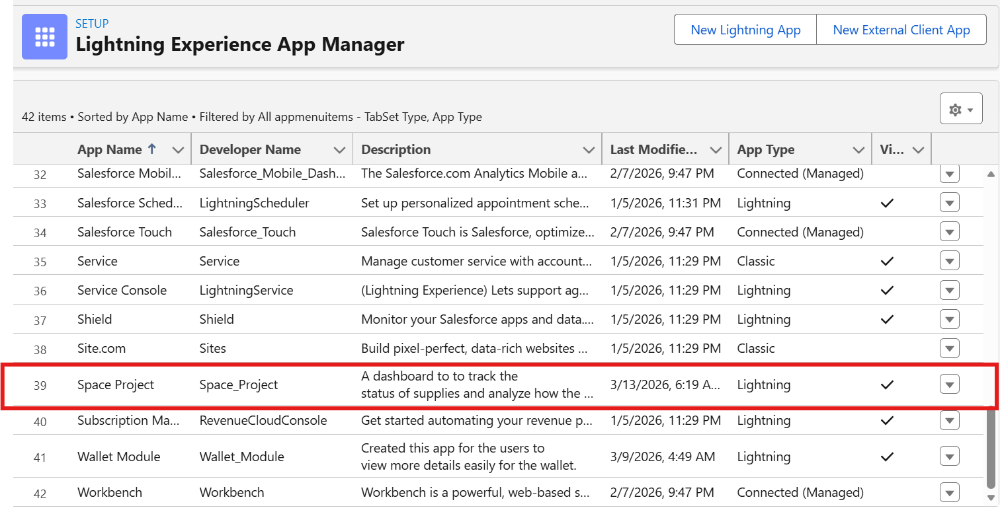 SETUP
Lightning Experience App Manager
New Lightning App
New External Client App
42 items • Sorted by App Name • Filtered by All appmenuitems - TabSet Type, App Type
App Name Developer Name Description Last Modifie... App Type Vi...
32 Salesforce Mobil... Salesforce_Mobile_Dash... The Salesforce.com Analytics Mobile a... 2/7/2026, 9:47 PM Connected (Managed)
33 Salesforce Sched... LightningScheduler Set up personalized appointment sche... 1/5/2026, 11:31 PM Lightning
34 Salesforce Touch Salesforce_Touch Salesforce Touch is Salesforce, optimize... 2/7/2026, 9:47 PM Connected (Managed)
35 Service Service Manage customer service with account... 1/5/2026, 11:29 PM Classic
36 Service Console LightningService (Lightning Experience) Lets support ag... 1/5/2026, 11:29 PM Lightning
37 Shield Shield Monitor your Salesforce apps and data.... 1/5/2026, 11:29 PM Lightning
38 Site.com Sites Build pixel-perfect, data-rich websites ... 1/5/2026, 11:29 PM Classic
39 Space Project Space_Project A dashboard to to track the
status of supplies and analyze how the ... 3/13/2026, 6:19 A... Lightning
40 Subscription Ma... RevenueCloudConsole Get started automating your revenue p... 1/5/2026, 11:29 PM Lightning
41 Wallet Module Wallet_Module Created this app for the users to
view more details easily for the wallet. 3/9/2026, 4:49 AM Lightning
42 Workbench Workbench Workbench is a powerful, web-based s... 2/7/2026, 9:47 PM Connected (Managed)